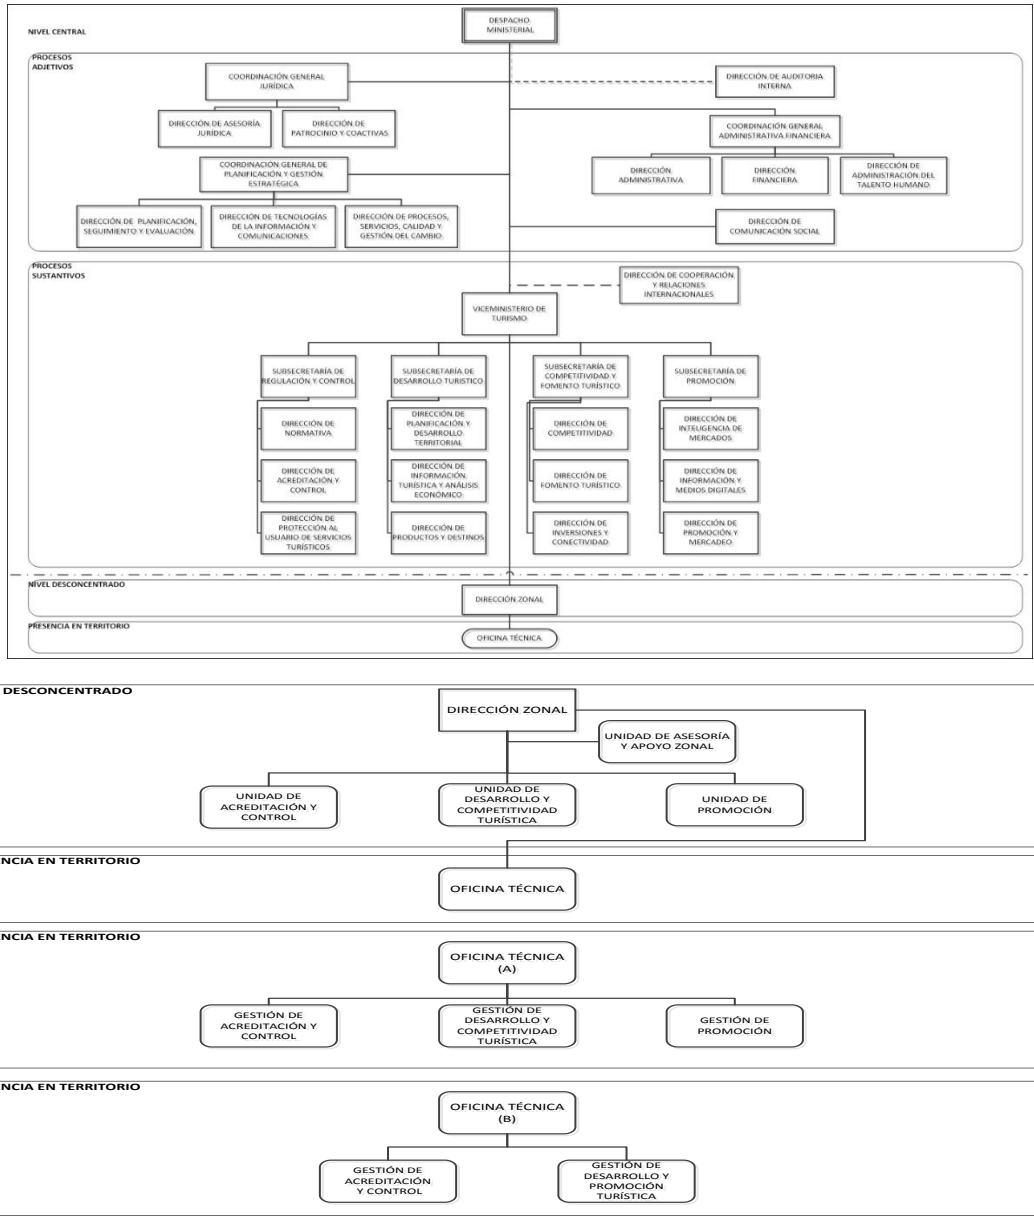 DESPACHO
MINISTERIAL
NIVEL CENTRAL
PROCESOS
ADJETIVOS
COORDINACIÓN GENERAL
JURÍDICA
DIRECCIÓN DE AUDITORIA
INTERNA
DIRECCIÓN DE ASESORÍA
JURÍDICA
DIRECCIÓN DE
PATROCINIO Y COACTIVAS
COORDINACIÓN GENERAL
ADMINISTRATIVA FINANCIERA
COORDINACIÓN GENERAL DE
PLANIFICACIÓN Y GESTIÓN
ESTRATÉGICA
DIRECCIÓN
ADMINISTRATIVA
DIRECCIÓN
FINANCIERA
DIRECCIÓN DE
ADMINISTRACIÓN DEL
TALENTO HUMANO
DIRECCIÓN DE PLANIFICACIÓN,
SEGUIMIENTO Y EVALUACIÓN
DIRECCIÓN DE TECNOLOGÍAS
DE LA INFORMACIÓN Y
COMUNICACIONES
DIRECCIÓN DE PROCESOS,
SERVICIOS, CALIDAD Y
GESTIÓN DEL CAMBIO
DIRECCIÓN DE
COMUNICACIÓN SOCIAL
PROCESOS
SUSTANTIVOS
DIRECCIÓN DE COOPERACIÓN
Y RELACIONES
INTERNACIONALES
VICEMINISTERIO DE
TURISMO
SUBSECRETARÍA DE
REGULACIÓN Y CONTROL
SUBSECRETARÍA DE
DESARROLLO TURISTICO
SUBSECRETARÍA DE
COMPETITIVIDAD Y
FOMENTO TURÍSTICO
SUBSECRETARÍA DE
PROMOCIÓN
DIRECCIÓN DE
NORMATIVA
DIRECCIÓN DE
PLANIFICACIÓN Y
DESARROLLO
TERRITORIAL
DIRECCIÓN DE
COMPETITIVIDAD
DIRECCIÓN DE
INTELIGENCIA DE
MERCADOS
DIRECCIÓN DE
ACREDITACIÓN Y
CONTROL
DIRECCIÓN DE
INFORMACIÓN
TURÍSTICA Y ANÁLISIS
ECONÓMICO
DIRECCIÓN DE
FOMENTO TURÍSTICO
DIRECCIÓN DE
INFORMACIÓN Y
MEDIOS DIGITALES
DIRECCIÓN DE
PROTECCIÓN AL
USUARIO DE SERVICIOS
TURÍSTICOS
DIRECCIÓN DE
PRODUCTOS Y DESTINOS
DIRECCIÓN DE
INVERSIONES Y
CONECTIVIDAD
DIRECCIÓN DE
PROMOCIÓN Y
MERCADEO
NIVEL DESCONCENTRADO
DIRECCIÓN ZONAL
PRESENCIA EN TERRITORIO
OFICINA TÉCNICA
DESCONCENTRADO
DIRECCIÓN ZONAL
UNIDAD DE ASESORÍA
Y APOYO ZONAL
UNIDAD DE
ACREDITACIÓN Y
CONTROL
UNIDAD DE
DESARROLLO Y
COMPETITIVIDAD
TURÍSTICA
UNIDAD DE
PROMOCIÓN
NCIA EN TERRITORIO
OFICINA TÉCNICA
NCIA EN TERRITORIO
OFICINA TÉCNICA
(A)
GESTIÓN DE
ACREDITACIÓN Y
CONTROL
GESTIÓN DE
DESARROLLO Y
COMPETITIVIDAD
TURÍSTICA
GESTIÓN DE
PROMOCIÓN
NCIA EN TERRITORIO
OFICINA TÉCNICA
(B)
GESTIÓN DE
ACREDITACIÓN
Y CONTROL
GESTIÓN DE
DESARROLLO Y
PROMOCIÓN
TURÍSTICA